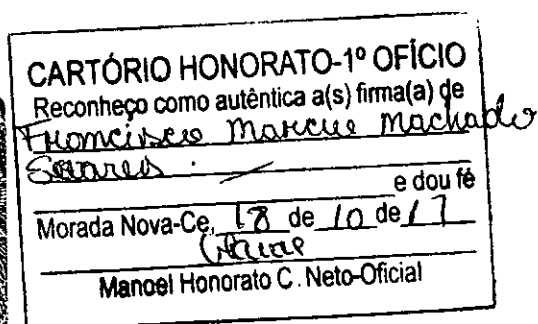 CARTÓRIO HONORATO-1º OFÍCIO
Reconheço como autêntica a(s) firma(a) de
Francisco Marcue Machado
Soares.
e dou fé
Morada Nova-Ce, 18 de 10 de 17
Manoel Honorato C. Neto-Oficial